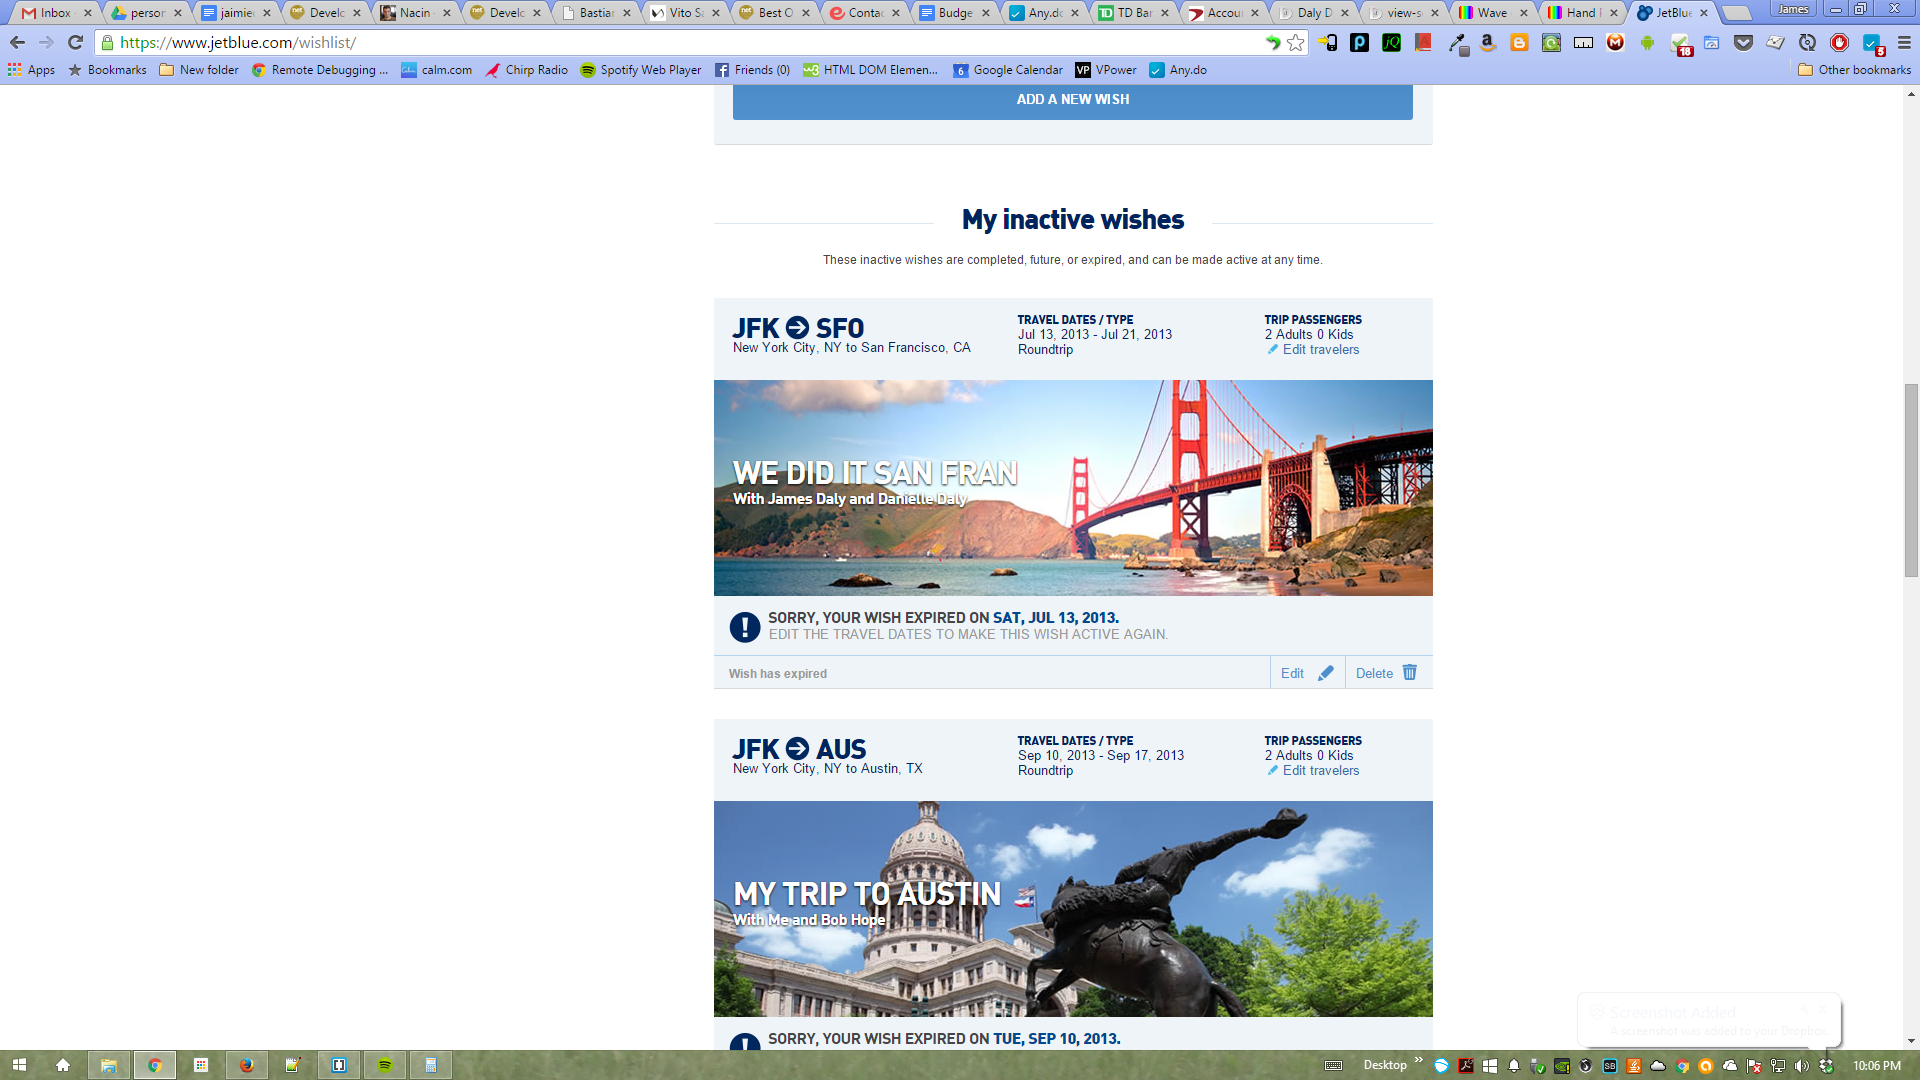 Inbox
person
jaimie
Develo
Nacin
Develo
Bastian
Vito Sa
Best O
Contac
Budge
Any.do
TD Ban
Accou
Daly D
view-s
Wave
Hand
JetBlue
James
https://www.jetblue.com/wishlist/
18
5
Apps
Bookmarks
New folder
Remote Debugging ...
calm.com
Chirp Radio
Spotify Web Player
Friends (0)
HTML DOM Elemen...
Google Calendar
VPower
Any.do
Other bookmarks
ADD A NEW WISH
My inactive wishes
These inactive wishes are completed, future, or expired, and can be made active at any time.
JFK SFO
New York City, NY to San Francisco, CA
TRAVEL DATES / TYPE
Jul 13, 2013 - Jul 21, 2013
Roundtrip
TRIP PASSENGERS
2 Adults 0 Kids
Edit travelers
WE DID IT SAN FRAN
With James Daly and Danielle Daly
SORRY, YOUR WISH EXPIRED ON SAT, JUL 13, 2013.
EDIT THE TRAVEL DATES TO MAKE THIS WISH ACTIVE AGAIN.
Wish has expired
Edit
Delete
JFK AUS
New York City, NY to Austin, TX
TRAVEL DATES / TYPE
Sep 10, 2013 - Sep 17, 2013
Roundtrip
TRIP PASSENGERS
2 Adults 0 Kids
Edit travelers
MY TRIP TO AUSTIN
With Me and Bob Hope
SORRY, YOUR WISH EXPIRED ON TUE, SEP 10, 2013.
Screenshot Added
A screenshot was added to your Dropbox.
Desktop
10:06 PM